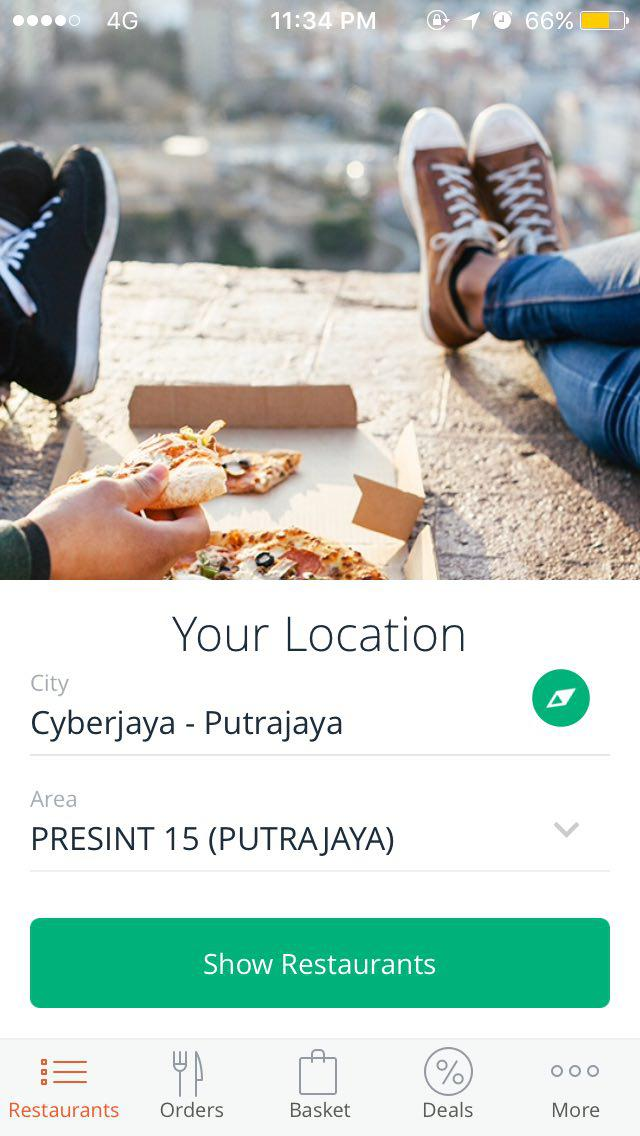 4G 11:34 PM 66%
Your Location
City
Cyberjaya - Putrajaya
Area
PRESINT 15 (PUTRAJAYA)
Show Restaurants
Restaurants Orders Basket Deals More